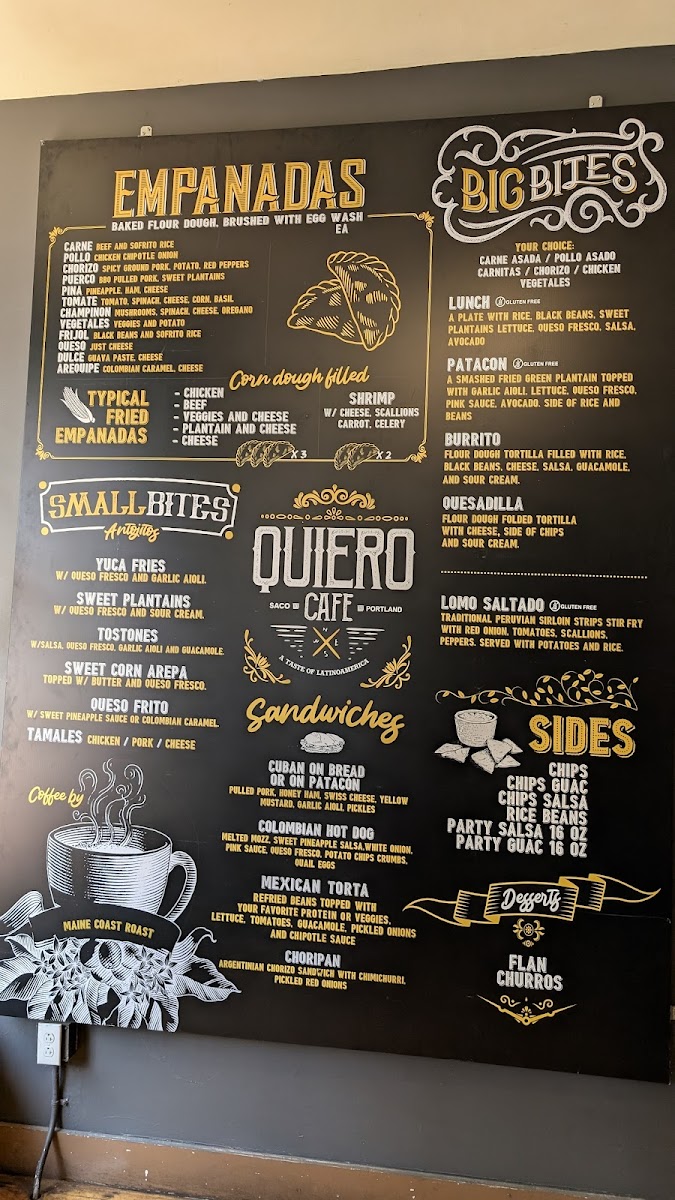 EMPANADAS
BAKED FLOUR DOUGH. BRUSHED WITH EGG WASH
EA
CARNE BEEF AND SOFRITO RICE
POLLO CHICKEN CHIPOTLE ONION
CHORIZO SPICY GROUND PORK, POTATO, RED PEPPERS
PUERCO BBQ PULLED PORK, SWEET PLANTAINS
PINA PINEAPPLE, HAM, CHEESE
TOMATE TOMATO, SPINACH, CHEESE, CORN, BASIL
CHAMPINON MUSHROOMS, SPINACH, CHEESE, OREGANO
VEGETALES VEGGIES AND POTATO
FRIJOL BLACK BEANS AND SOFRITO RICE
QUESO JUST CHEESE
DULCE GUAVA PASTE, CHEESE
AREQUIPE COLOMBIAN CARAMEL, CHEESE
Corn dough filled
TYPICAL
FRIED
EMPANADAS
- CHICKEN
- BEEF
- VEGGIES AND CHEESE
- PLANTAIN AND CHEESE
- CHEESE
X 3
SHRIMP
W/ CHEESE, SCALLIONS
CARROT, CELERY
X 2
BIG BITES
YOUR CHOICE:
CARNE ASADA / POLLO ASADO
CARNITAS / CHORIZO / CHICKEN
VEGETABLES
LUNCH GLUTEN FREE
A PLATE WITH RICE, BLACK BEANS, SWEET
PLANTAINS LETTUCE, QUESO FRESCO, SALSA,
AVOCADO
PATACON GLUTEN FREE
A SMASHED FRIED GREEN PLANTAIN TOPPED
WITH GARLIC AIOLI, LETTUCE, QUESO FRESCO,
PINK SAUCE, AVOCADO. SIDE OF RICE AND
BEANS
BURRITO
FLOUR DOUGH TORTILLA FILLED WITH RICE,
BLACK BEANS, CHEESE, SALSA, GUACAMOLE,
AND SOUR CREAM.
QUESADILLA
FLOUR DOUGH FOLDED TORTILLA
WITH CHEESE, SIDE OF CHIPS
AND SOUR CREAM.
LOMO SALTADO GLUTEN FREE
TRADITIONAL PERUVIAN SIRLOIN STRIPS STIR FRY
WITH RED ONION, TOMATOES, SCALLIONS,
PEPPERS. SERVED WITH POTATOES AND RICE.
SMALL BITES
Antojitos
YUCA FRIES
W/ QUESO FRESCO AND GARLIC AIOLI.
SWEET PLANTAINS
W/ QUESO FRESCO AND SOUR CREAM.
TOSTONES
W/SALSA, QUESO FRESCO, GARLIC AIOLI AND GUACAMOLE.
SWEET CORN AREPA
TOPPED W/ BUTTER AND QUESO FRESCO.
QUESO FRITO
W/ SWEET PINEAPPLE SAUCE OR COLOMBIAN CARAMEL
TAMALES CHICKEN / PORK / CHEESE
QUIERO
SACO PORTLAND
CAFE
A TASTE OF LATINOAMERICA
Sandwiches
CUBAN ON BREAD
OR ON PATACON
PULLED PORK, HONEY HAM, SWISS CHEESE, YELLOW
MUSTARD, GARLIC AIOLI, PICKLES
COLOMBIAN HOT DOG
MELTED MOZZ, SWEET PINEAPPLE SALSA,WHITE ONION,
PINK SAUCE, QUESO FRESCO, POTATO CHIPS CRUMBS,
QUAIL EGGS
MEXICAN TORTA
REFRIED BEANS TOPPED WITH
YOUR FAVORITE PROTEIN OR VEGGIES,
LETTUCE, TOMATOES, GUACAMOLE, PICKLED ONIONS
AND CHIPOTLE SAUCE
CHORIPAN
ARGENTINIAN CHORIZO SANDWICH WITH CHIMICHURRI,
PICKLED RED ONIONS
SIDES
CHIPS
CHIPS GUAC
CHIPS SALSA
RICE BEANS
PARTY SALSA 16 OZ
PARTY GUAC 16 OZ
Desserts
FLAN
CHURROS
Coffee by
MAINE COAST ROAST